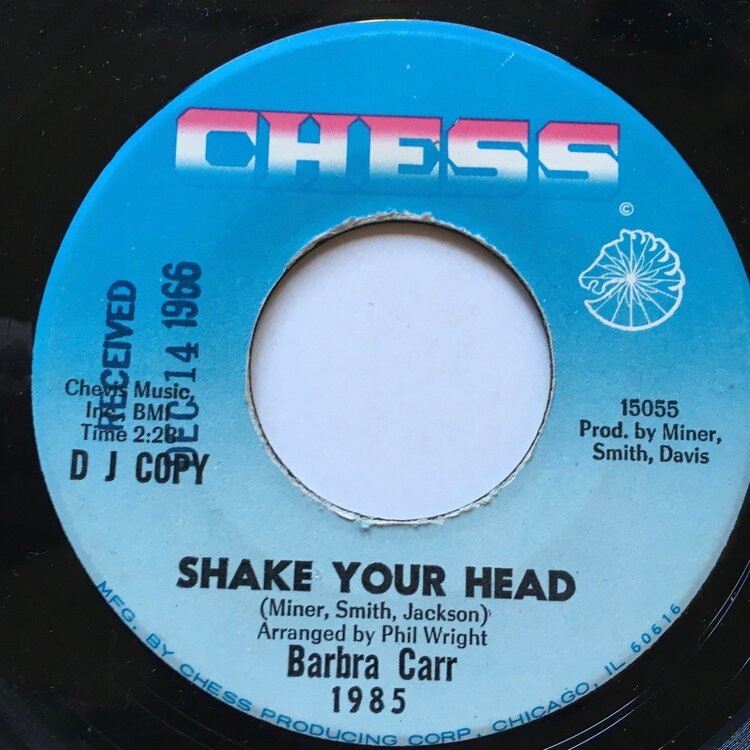 CHESS
©
RECEIVED
DEC 14 1966
Chevis Music,
Inc. BMI
Time 2:28
D J COPY
15055
Prod. by Miner,
Smith, Davis
SHAKE YOUR HEAD
(Miner, Smith, Jackson)
Arranged by Phil Wright
Barbra Carr
1985
MFG. BY CHESS PRODUCING CORP., CHICAGO, IL 60616